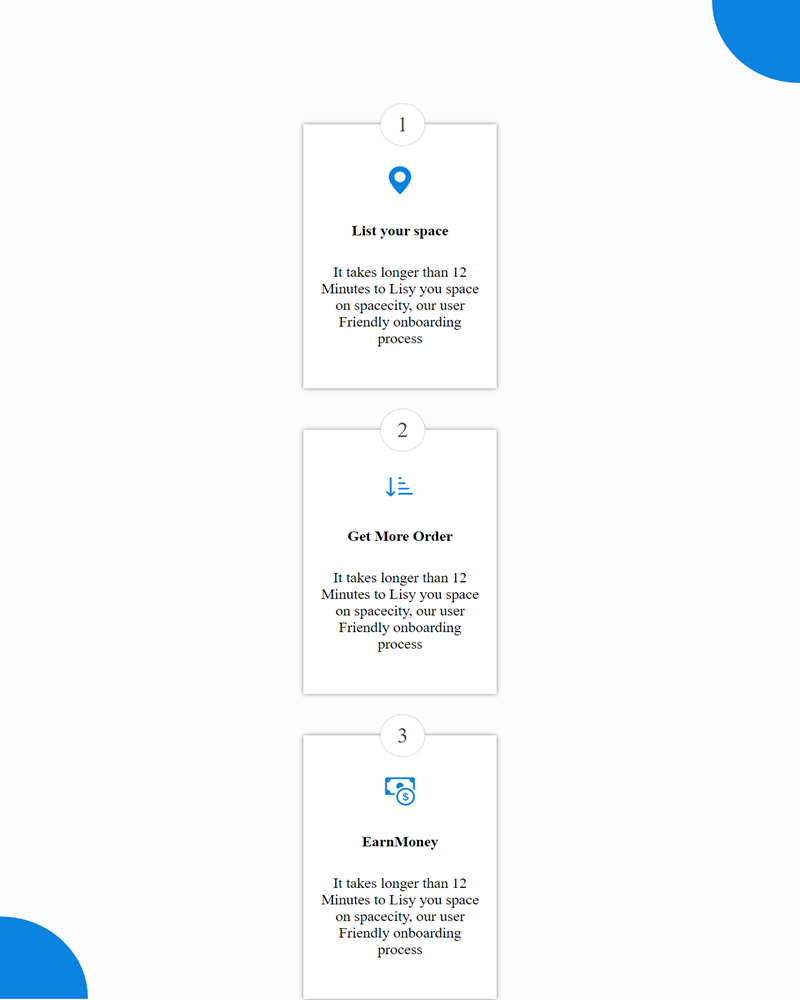 1
List your space
It takes longer than 12
Minutes to Lisy you space
on spacecity, our user
Friendly onboarding
process
2
Get More Order
It takes longer than 12
Minutes to Lisy you space
on spacecity, our user
Friendly onboarding
process
3
$
EarnMoney
It takes longer than 12
Minutes to Lisy you space
on spacecity, our user
Friendly onboarding
process